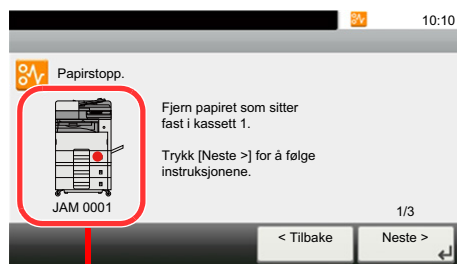 10:10
Papirstopp.
Fjern papiret som sitter
fast i kassett 1.
Trykk [Neste >] for å følge
instruksjonene.
JAM 0001
1/3
< Tilbake
Neste >